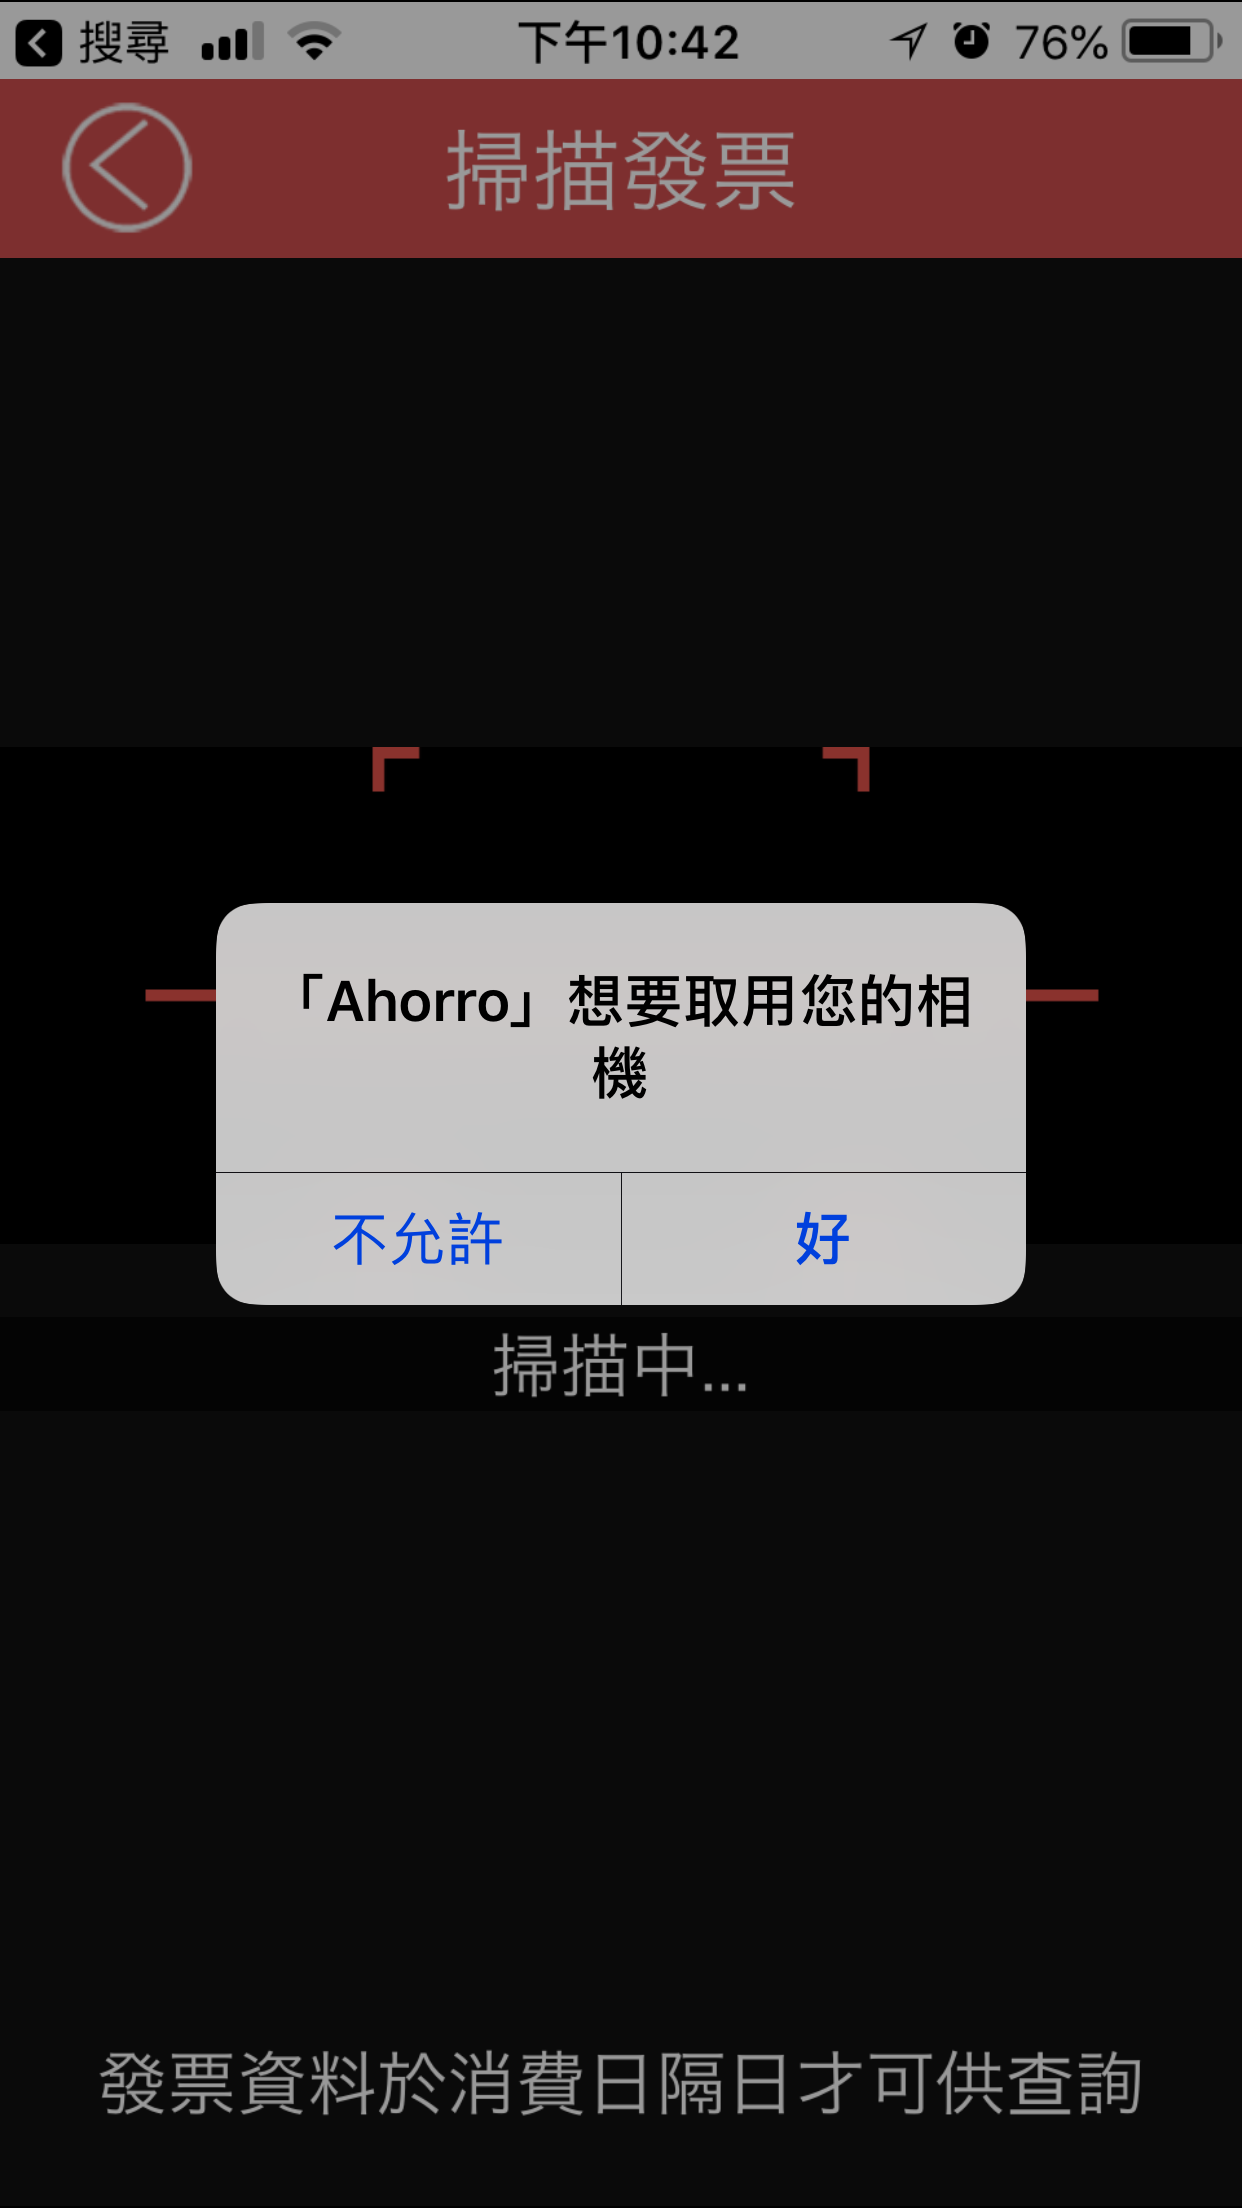 搜尋 下午10:42 76%
掃描發票
「Ahorro」想要取用您的相
機
不允許 好
掃描中...
發票資料於消費日隔日才可供查詢